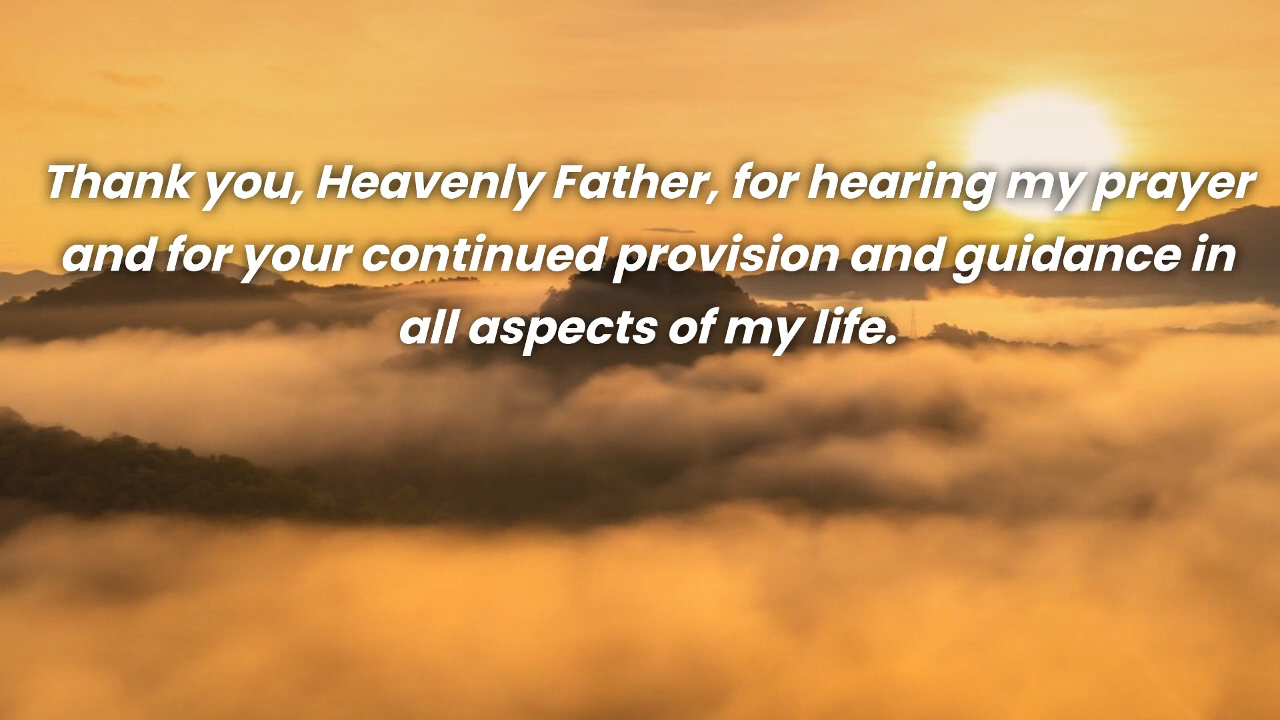 Thank you, Heavenly Father, for hearing my prayer
and for your continued provision and guidance in
all aspects of my life.